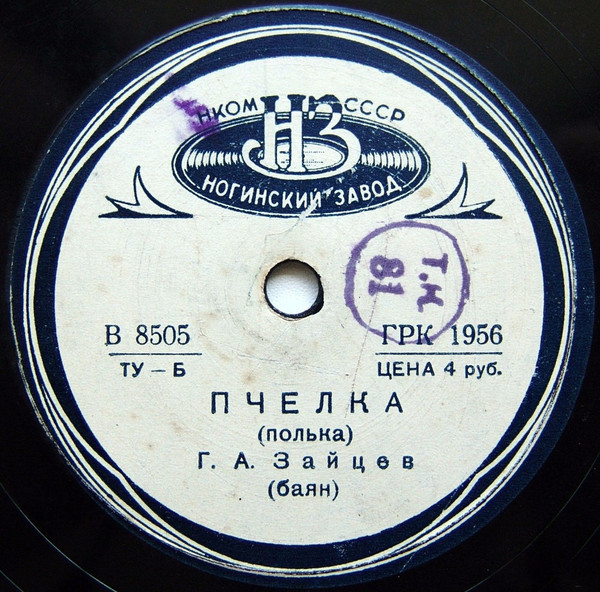 НКОМ НЗ СССР
НОГИНСКИЙ ЗАВОД
Т.К.
81
В 8505 ГРК 1956
ТУ – Б ЦЕНА 4 руб.
ПЧЕЛКА
(полька)
Г. А. Зайцев
(баян)